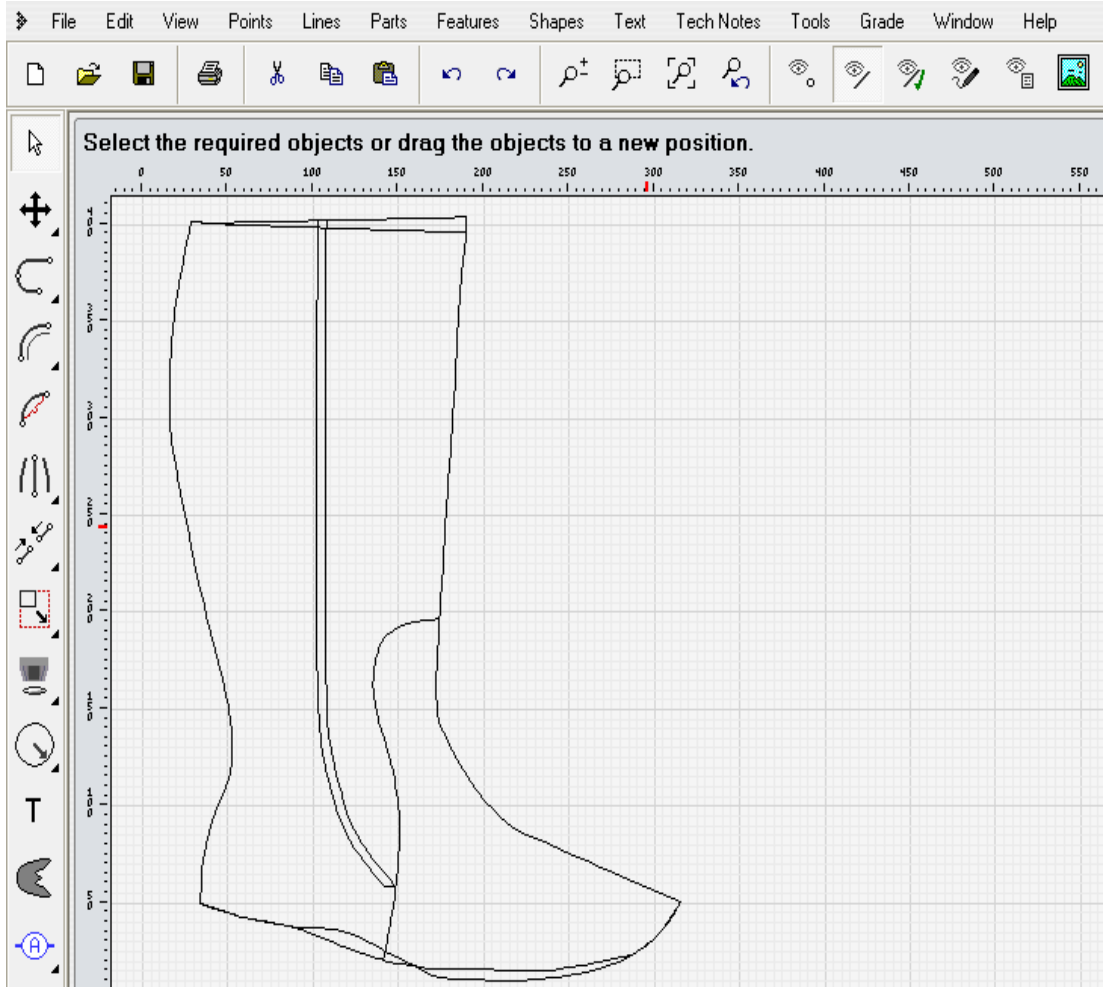 File Edit View Points Lines Parts Features Shapes Text Tech Notes Tools Grade Window Help
Select the required objects or drag the objects to a new position.
0 50 100 150 200 250 300 350 400 450 500 550
T
A